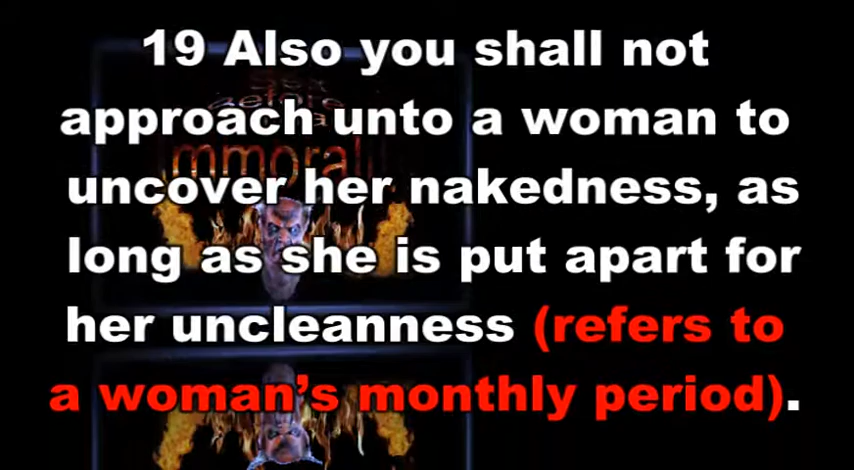 19 Also you shall not
approach unto a woman to
uncover her nakedness, as
long as she is put apart for
her uncleanness (refers to
a woman's monthly period).